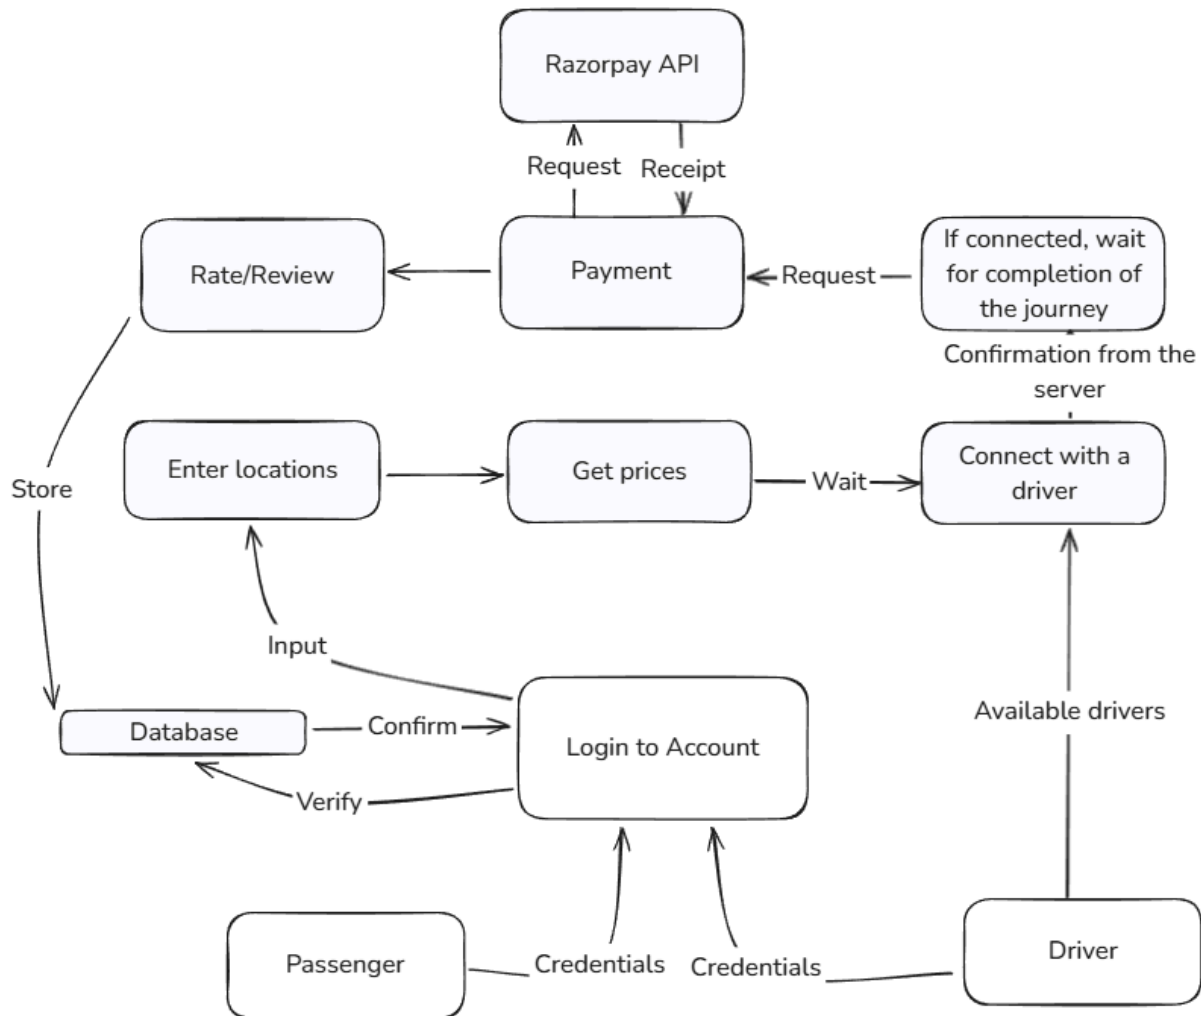 Razorpay API
Request
Receipt
Rate/Review
Payment
Request
If connected, wait
for completion of
the journey
Confirmation from the
server
Enter locations
Get prices
Wait
Connect with a
driver
Store
Input
Available drivers
Database
Confirm
Login to Account
Verify
Passenger
Credentials
Credentials
Driver